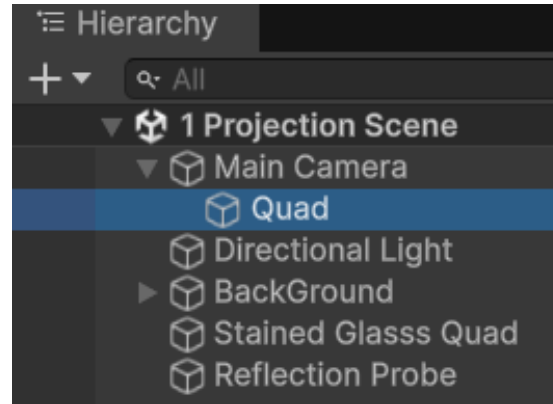 Hierarchy
All
1 Projection Scene
Main Camera
Quad
Directional Light
BackGround
Stained Glasss Quad
Reflection Probe